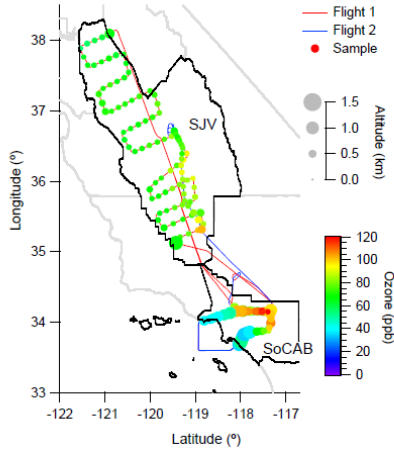 Flight 1
Flight 2
Sample
38
37
36
35
34
33
Longitude (º)
SJV
SoCAB
1.5
1.0
0.5
0.0
Altitude (km)
120
100
80
60
40
20
0
Ozone (ppb)
-122
-121
-120
-119
-118
-117
Latitude (º)